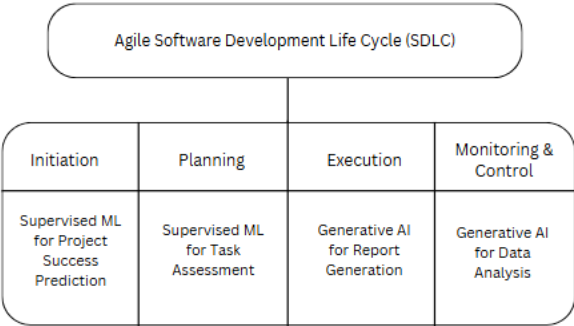 Agile Software Development Life Cycle (SDLC)
Initiation
Planning
Execution
Monitoring &
Control
Supervised ML
for Project
Success
Prediction
Supervised ML
for Task
Assessment
Generative AI
for Report
Generation
Generative AI
for Data
Analysis